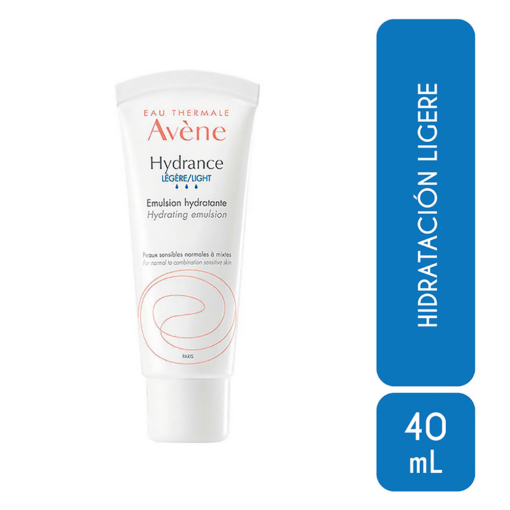 EAU THERMALE
Avène
Hydrance
LÉGÈRE/LIGHT
Emulsion hydratante
Hydrating emulsion
Peaux sensibles normales à mixtes
For normal to combination sensitive skin
PARIS
HIDRATACIÓN LIGERE
40
mL